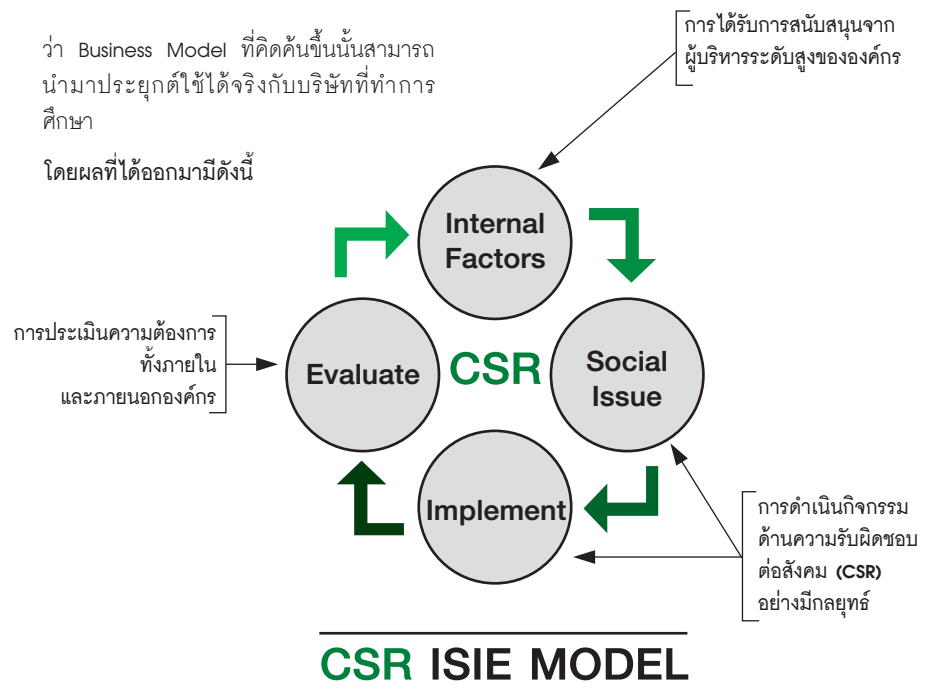 ว่า Business Model ที่คิดค้นขึ้นนั้นสามารถ
นำมาประยุกต์ใช้ได้จริงกับบริษัทที่ทำการ
ศึกษา
โดยผลที่ได้ออกมามีดังนี้
การได้รับการสนับสนุนจาก
ผู้บริหารระดับสูงขององค์กร
Internal
Factors
การประเมินความต้องการ
ทั้งภายใน
และภายนอกองค์กร
Evaluate
CSR
Social
Issue
Implement
การดำเนินกิจกรรม
ด้านความรับผิดชอบ
ต่อสังคม (CSR)
อย่างมีกลยุทธ์
CSR ISIE MODEL